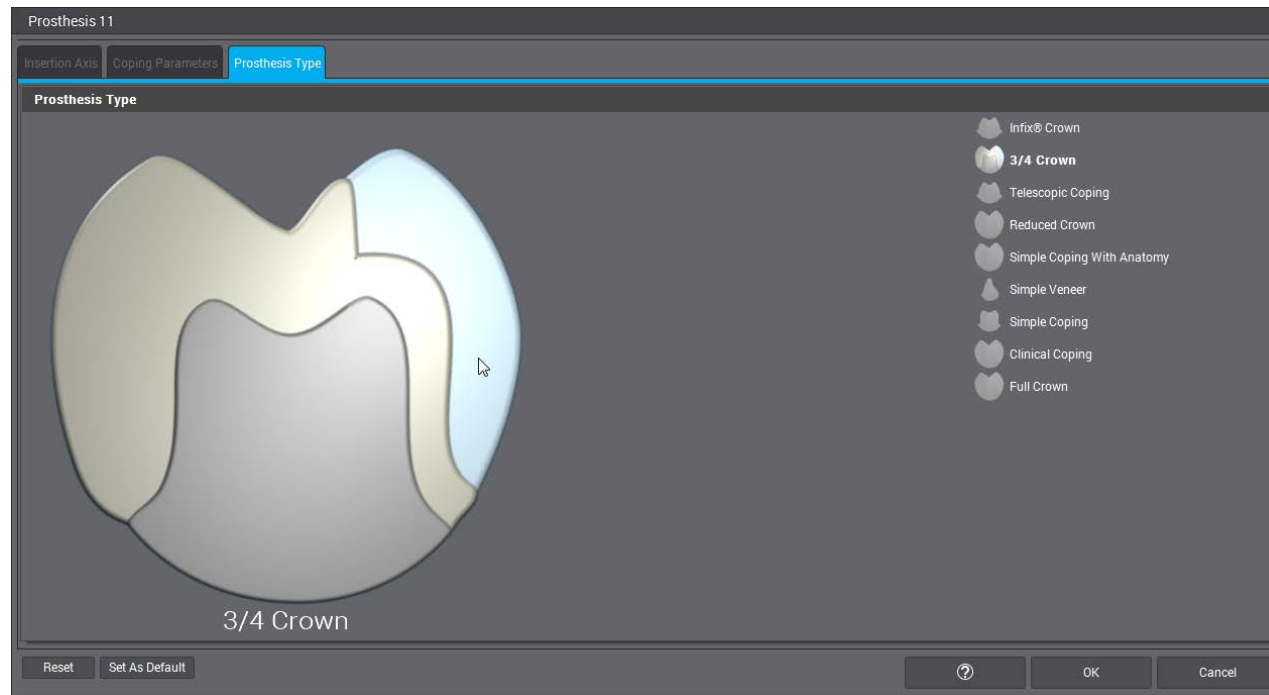 Prosthesis 11
Insertion Axis Coping Parameters Prosthesis Type
Prosthesis Type
Infix® Crown
3/4 Crown
Telescopic Coping
Reduced Crown
Simple Coping With Anatomy
Simple Veneer
Simple Coping
Clinical Coping
Full Crown
3/4 Crown
Reset Set As Default ? OK Cancel